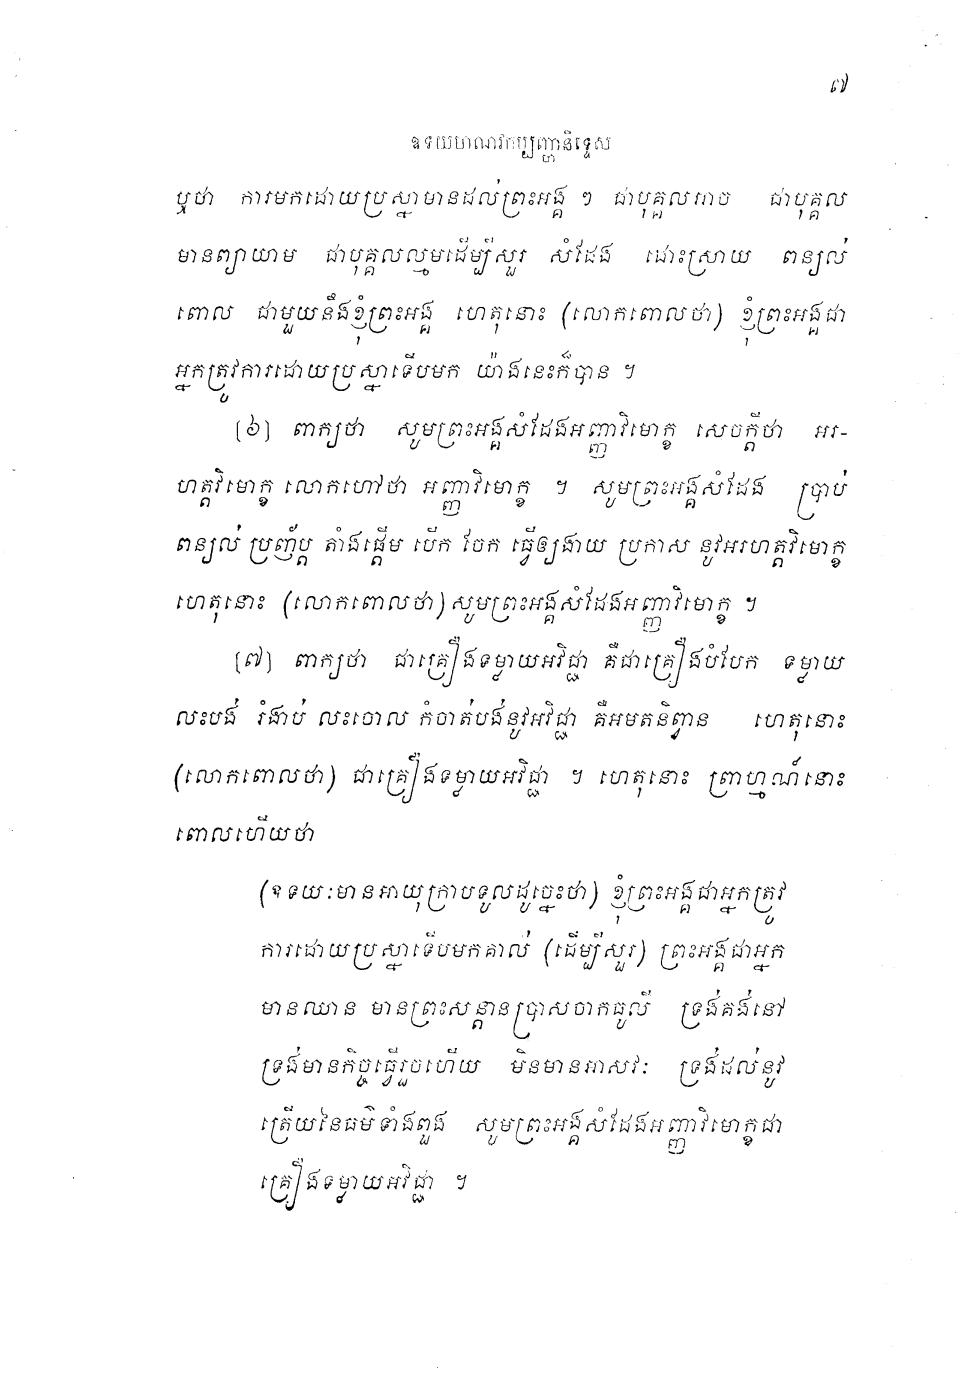 ៧
ឧទយមាណវកប្បញ្ហានិទ្ទេស
ឬថា ការមកដោយប្រស្នាមានដល់ព្រះអង្គ ៗ ជាបុគ្គលអាច ជាបុគ្គល
មានព្យាយាម ជាបុគ្គលល្មមដើម្បីសួរ សំដែង ដោះស្រាយ ពន្យល់
ពោល ជាមួយនឹងខ្ញុំព្រះអង្គ ហេតុនោះ (លោកពោលថា) ខ្ញុំព្រះអង្គជា
អ្នកត្រូវការដោយប្រស្នាទើបមក យ៉ាងនេះក៏បាន ។
[៦] ពាក្យថា សូមព្រះអង្គសំដែងអញ្ញាវិមោក្ខ សេចក្តីថា អរ-
ហត្តវិមោក្ខ លោកហៅថា អញ្ញាវិមោក្ខ ។ សូមព្រះអង្គសំដែង ប្រាប់
ពន្យល់ ប្រញ័ប្ត តាំងផ្តើម បើក ចែក ធ្វើឲ្យងាយ ប្រកាស នូវអរហត្តវិមោក្ខ
ហេតុនោះ (លោកពោលថា) សូមព្រះអង្គសំដែងអញ្ញាវិមោក្ខ ។
[៧] ពាក្យថា ជាគ្រឿងទម្លាយអវិជ្ជា គឺជាគ្រឿងបំបែក ទម្លាយ
លះបង់ រំងាប់ លះចោល កំចាត់បង់នូវអវិជ្ជា គឺអមតនិព្វាន ហេតុនោះ
(លោកពោលថា) ជាគ្រឿងទម្លាយអវិជ្ជា ។ ហេតុនោះ ព្រាហ្មណ៍នោះ
ពោលហើយថា
(ឧទយៈមានអាយុក្រាបទូលដូច្នេះថា) ខ្ញុំព្រះអង្គជាអ្នកត្រូវ
ការដោយប្រស្នាទើបមកគាល់ (ដើម្បីសួរ) ព្រះអង្គជាអ្នក
មានឈាន មានព្រះសន្តានប្រាសចាកធូលី ទ្រង់គង់នៅ
ទ្រង់មានកិច្ចធ្វើរួចហើយ មិនមានអាសវៈ ទ្រង់ដល់នូវ
ត្រើយនៃធម៌ទាំងពួង សូមព្រះអង្គសំដែងអញ្ញាវិមោក្ខជា
គ្រឿងទម្លាយអវិជ្ជា ។